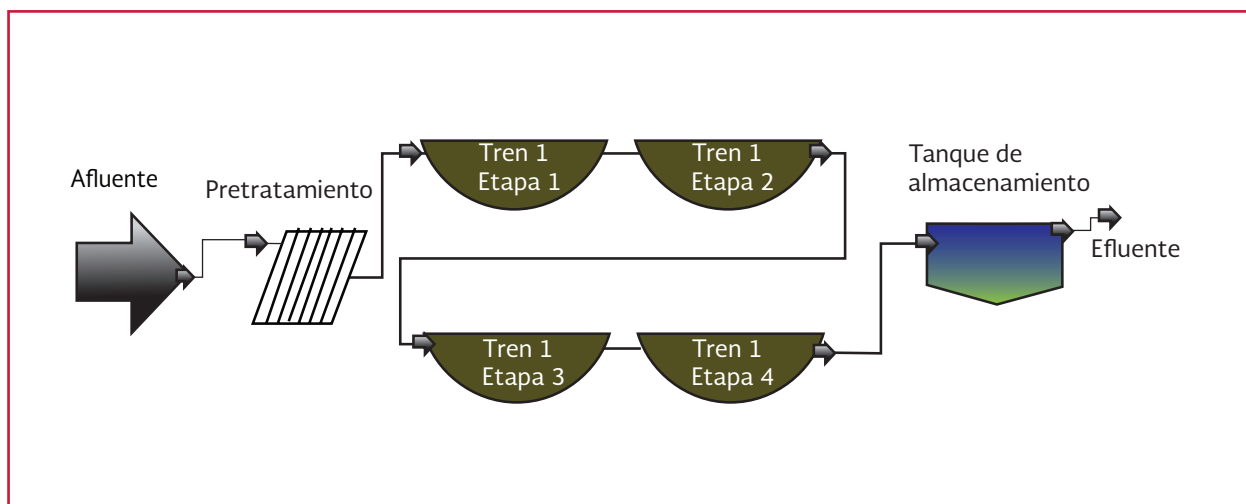 Afluente
Pretratamiento
Tren 1
Etapa 1
Tren 1
Etapa 2
Tren 1
Etapa 3
Tren 1
Etapa 4
Tanque de
almacenamiento
Efluente